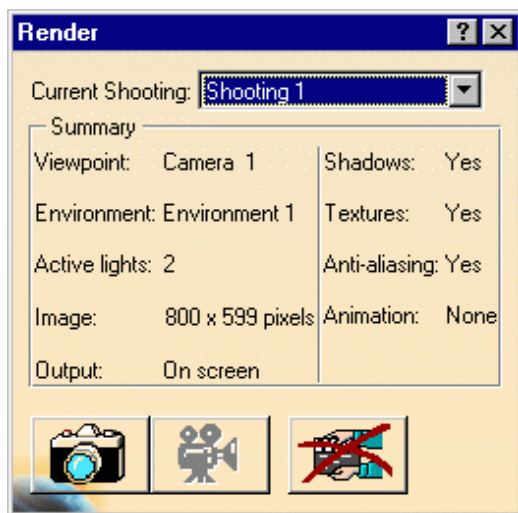 Render
Current Shooting: Shooting 1
Summary
Viewpoint: Camera 1
Shadows: Yes
Environment: Environment 1
Textures: Yes
Active lights: 2
Anti-aliasing: Yes
Image: 800 x 599 pixels
Animation: None
Output: On screen